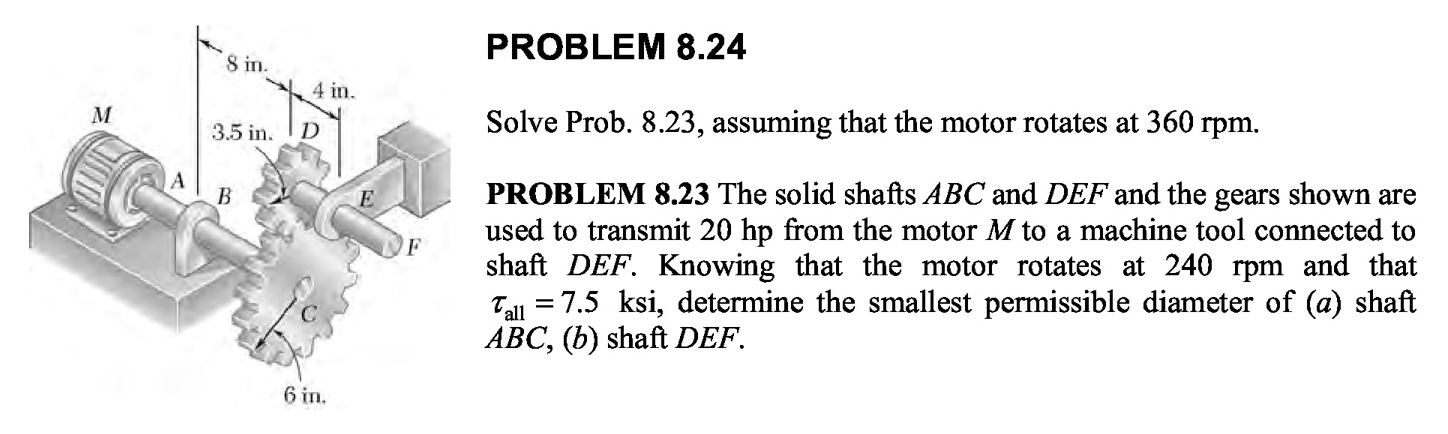 PROBLEM 8.24
Solve Prob. 8.23, assuming that the motor rotates at 360 rpm.
PROBLEM 8.23 The solid shafts ABC and DEF and the gears shown are
used to transmit 20 hp from the motor M to a machine tool connected to
shaft DEF. Knowing that the motor rotates at 240 rpm and that
τall = 7.5 ksi, determine the smallest permissible diameter of (a) shaft
ABC, (b) shaft DEF.
8 in.
4 in.
M
3.5 in.
D
A
B
E
F
C
6 in.